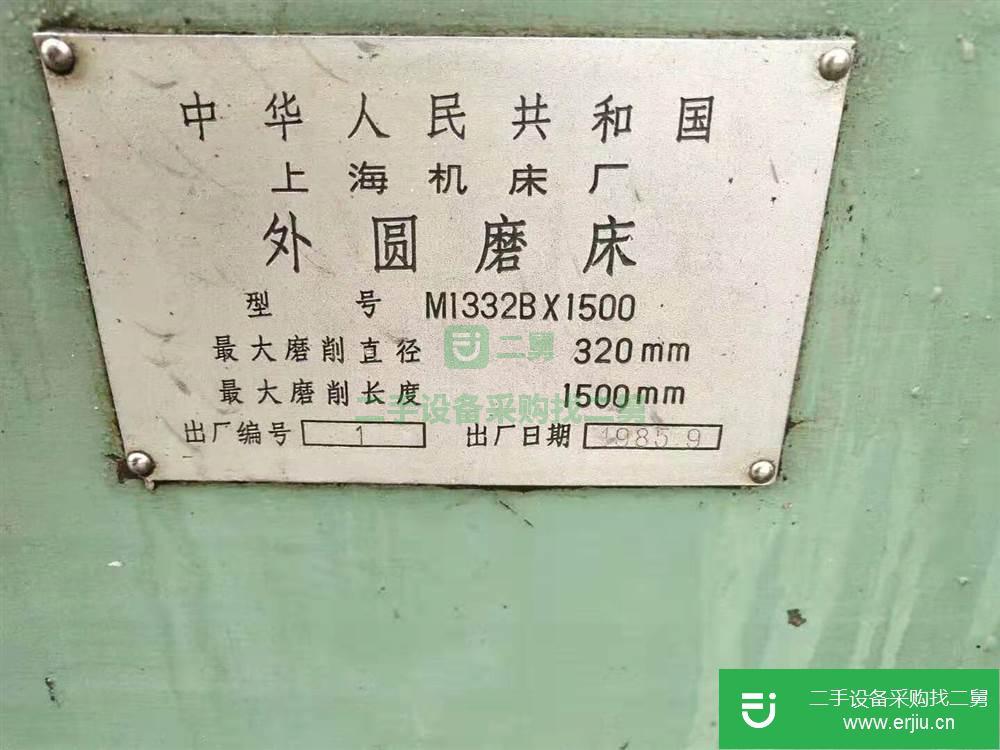 中华人民共和国
上海机床厂
外圆磨床
型号 M1332BX1500
最大磨削直径 320mm
二舅
最大磨削长度 1500mm
二手设备采购找二舅
出厂编号 1 出厂日期 1985 9
二手设备采购找二舅
www.erjiu.cn